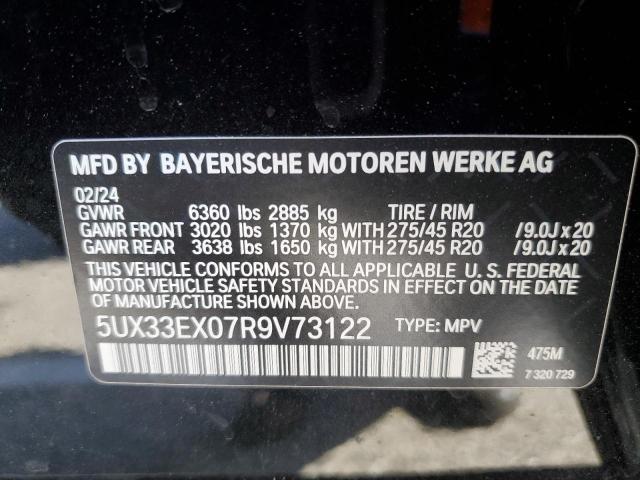 MFD BY BAYERISCHE MOTOREN WERKE AG
02/24
GVWR 6360 lbs 2885 kg TIRE / RIM
GAWR FRONT 3020 lbs 1370 kg WITH 275/45 R20 /9.0J x 20
GAWR REAR 3638 lbs 1650 kg WITH 275/45 R20 /9.0J x 20
THIS VEHICLE CONFORMS TO ALL APPLICABLE U. S. FEDERAL
MOTOR VEHICLE SAFETY STANDARDS IN EFFECT ON THE DATE
OF MANUFACTURE SHOWN ABOVE.
5UX33EX07R9V73122 TYPE: MPV
475M
7 320 729